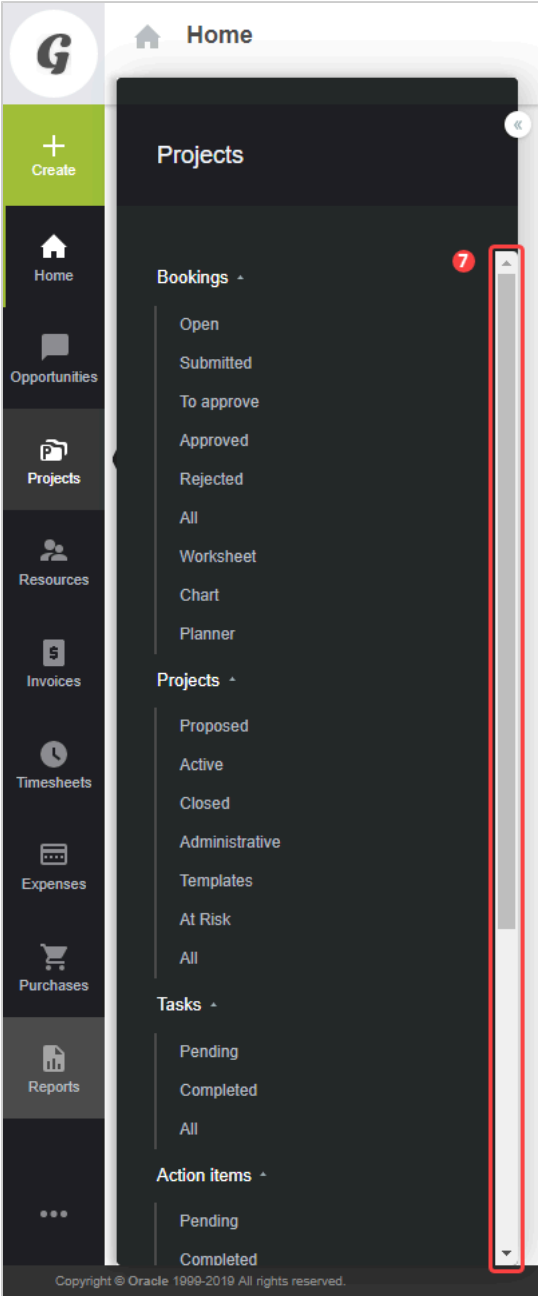 G
Home
«
Projects
Create
Home
Opportunities
Projects
Resources
Invoices
Timesheets
Expenses
Purchases
Reports
7
Bookings
Open
Submitted
To approve
Approved
Rejected
All
Worksheet
Chart
Planner
Projects
Proposed
Active
Closed
Administrative
Templates
At Risk
All
Tasks
Pending
Completed
All
Action items
Pending
Completed
Copyright © Oracle 1999-2019 All rights reserved.